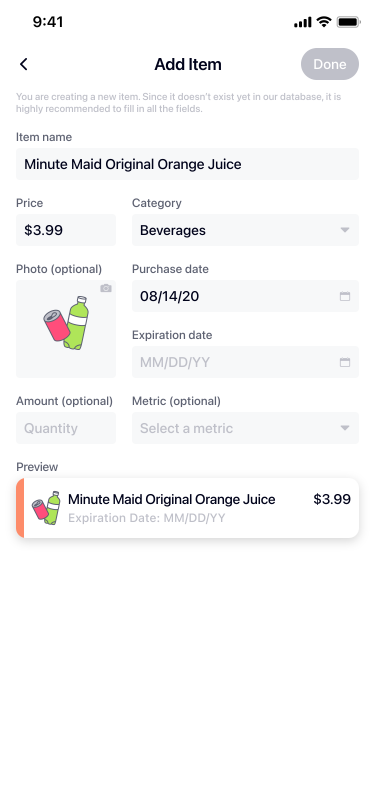 9:41
Add Item
Done
You are creating a new item. Since it doesn't exist yet in our database, it is
highly recommended to fill in all the fields.
Item name
Minute Maid Original Orange Juice
Price
Category
$3.99
Beverages
Photo (optional)
Purchase date
08/14/20
Expiration date
MM/DD/YY
Amount (optional)
Metric (optional)
Quantity
Select a metric
Preview
Minute Maid Original Orange Juice
$3.99
Expiration Date: MM/DD/YY